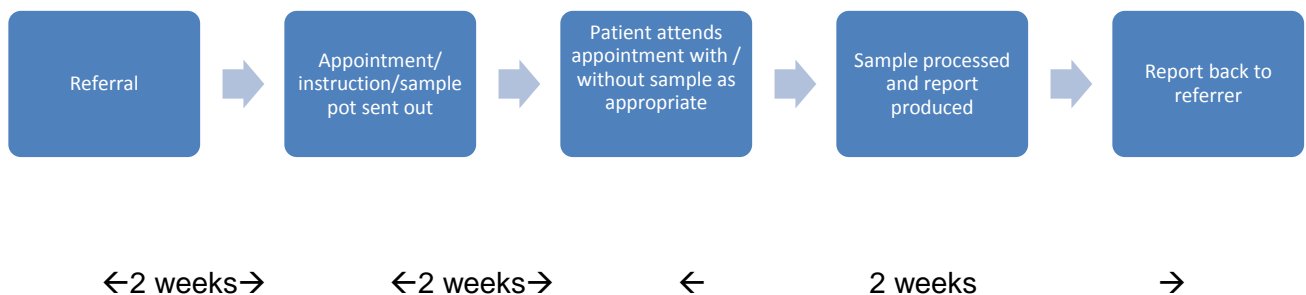 Referral
Appointment/
instruction/sample
pot sent out
Patient attends
appointment with /
without sample as
appropriate
Sample processed
and report
produced
Report back to
referrer
←2 weeks→ ←2 weeks→ ← 2 weeks →